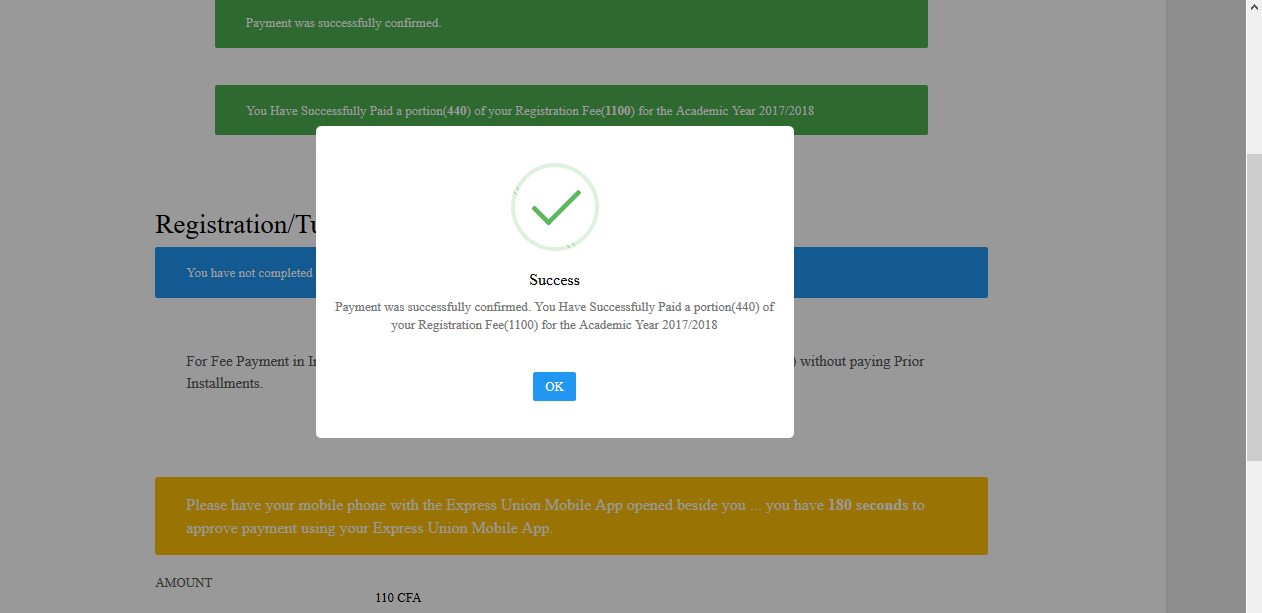 Payment was successfully confirmed.
You Have Successfully Paid a portion(440) of your Registration Fee(1100) for the Academic Year 2017/2018
Registration/Tu
You have not completed
Success
Payment was successfully confirmed. You Have Successfully Paid a portion(440) of
your Registration Fee(1100) for the Academic Year 2017/2018
For Fee Payment in In
) without paying Prior
Installments.
OK
Please have your mobile phone with the Express Union Mobile App opened beside you ... you have 180 seconds to
approve payment using your Express Union Mobile App.
AMOUNT
110 CFA